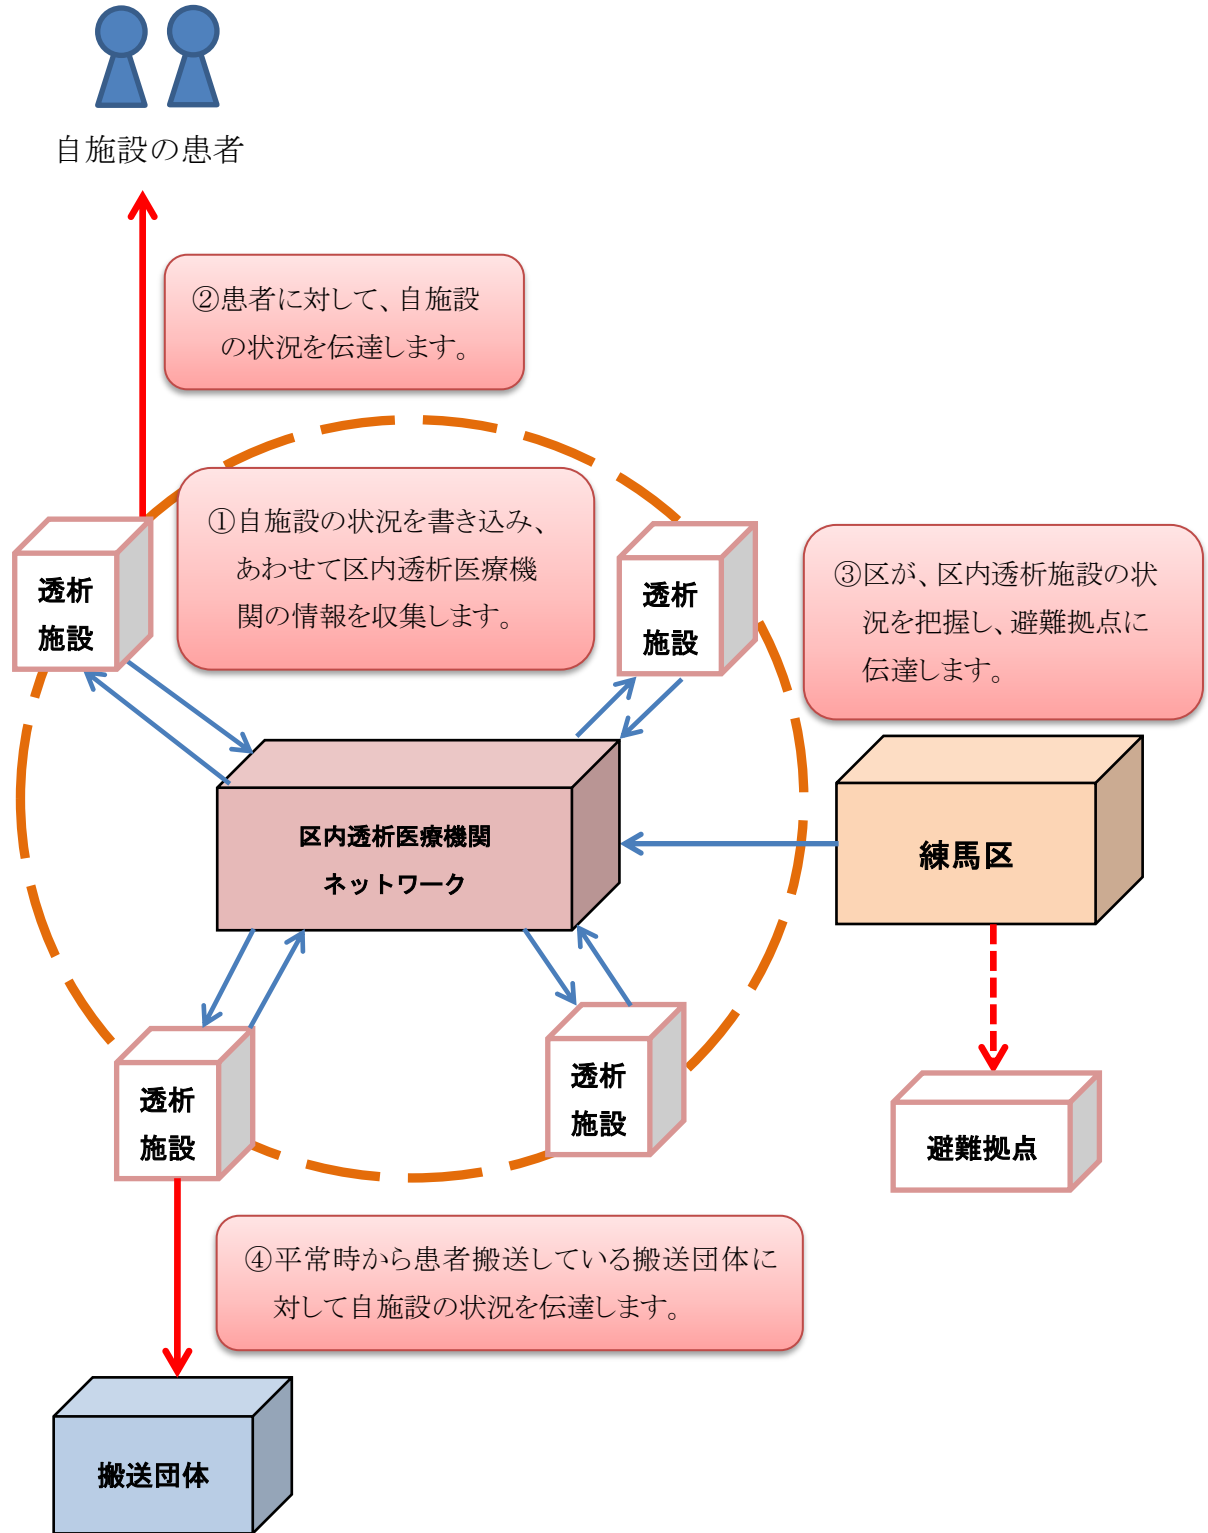 自施設の患者
②患者に対して、自施設
の状況を伝達します。
①自施設の状況を書き込み、
あわせて区内透析医療機
関の情報を収集します。
透析
施設
透析
施設
③区が、区内透析施設の状
況を把握し、避難拠点に
伝達します。
区内透析医療機関
ネットワーク
練馬区
透析
施設
透析
施設
避難拠点
④平常時から患者搬送している搬送団体に
対して自施設の状況を伝達します。
搬送団体